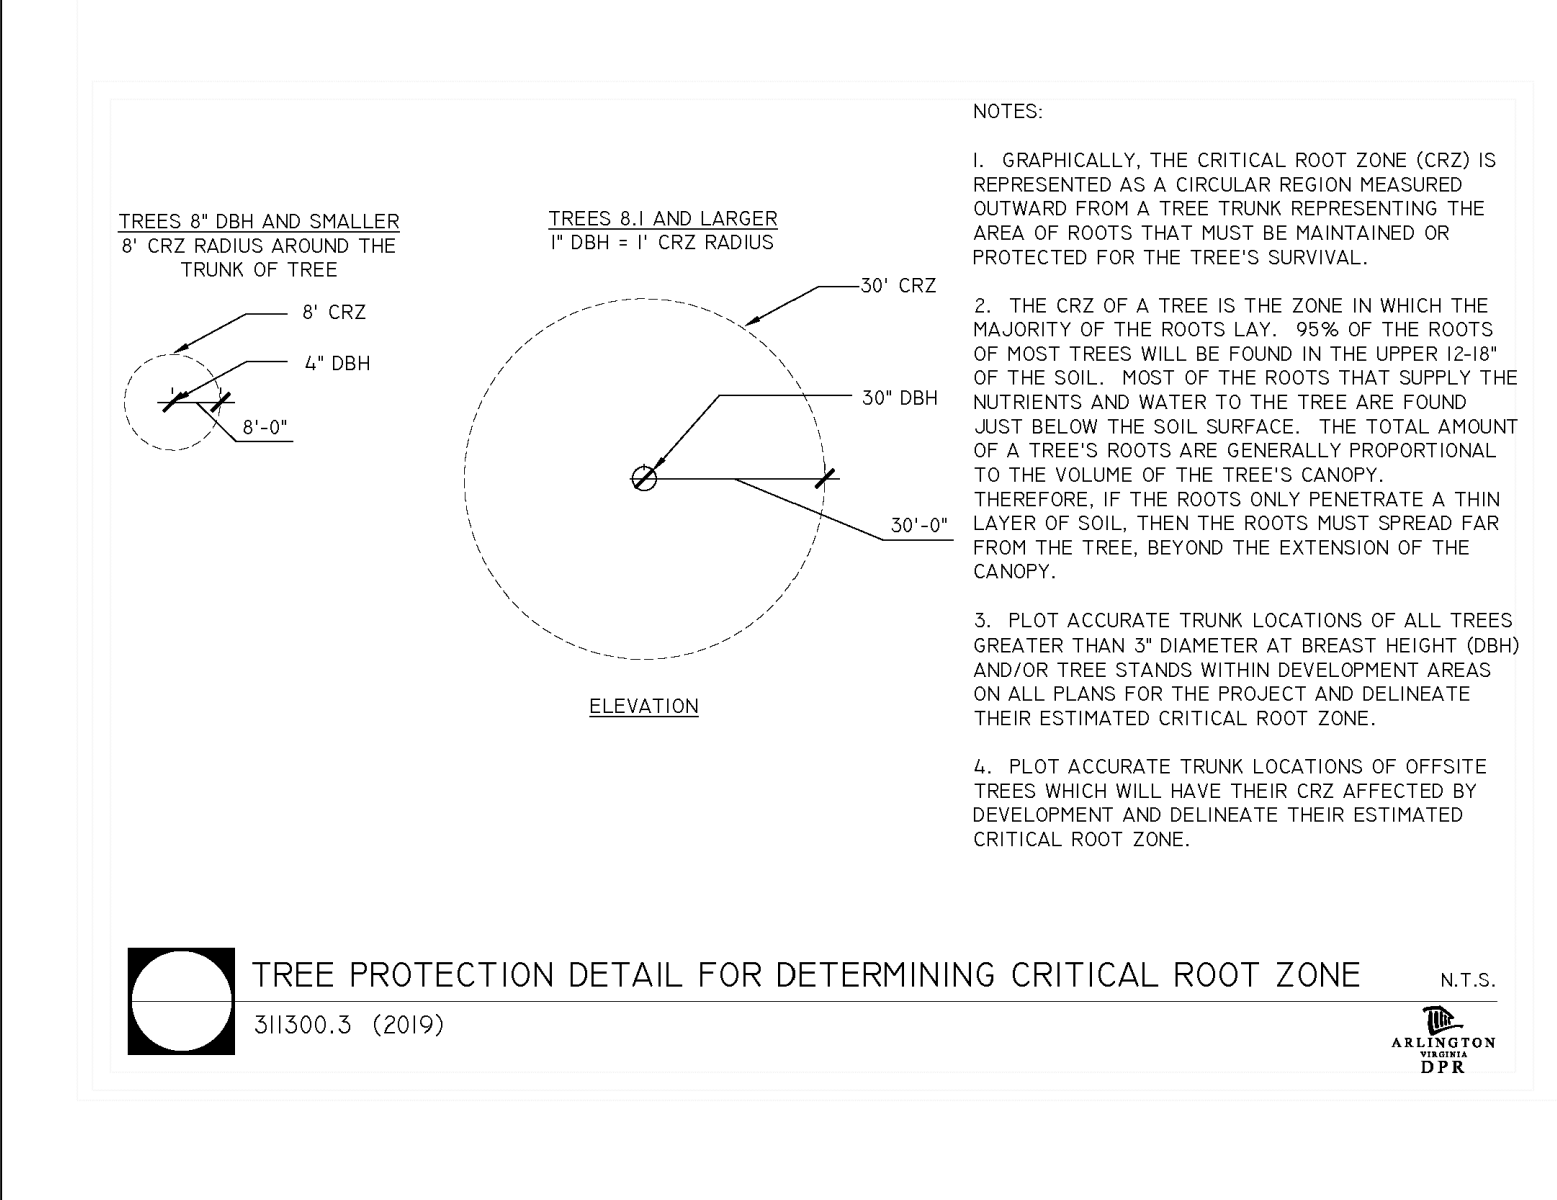 TREES 8" DBH AND SMALLER
8' CRZ RADIUS AROUND THE
TRUNK OF TREE
8' CRZ
4" DBH
8'-0"
TREES 8.1 AND LARGER
1" DBH = 1' CRZ RADIUS
30' CRZ
30" DBH
30'-0"
ELEVATION
NOTES:
1. GRAPHICALLY, THE CRITICAL ROOT ZONE (CRZ) IS
REPRESENTED AS A CIRCULAR REGION MEASURED
OUTWARD FROM A TREE TRUNK REPRESENTING THE
AREA OF ROOTS THAT MUST BE MAINTAINED OR
PROTECTED FOR THE TREE'S SURVIVAL.
2. THE CRZ OF A TREE IS THE ZONE IN WHICH THE
MAJORITY OF THE ROOTS LAY. 95% OF THE ROOTS
OF MOST TREES WILL BE FOUND IN THE UPPER 12-18"
OF THE SOIL. MOST OF THE ROOTS THAT SUPPLY THE
NUTRIENTS AND WATER TO THE TREE ARE FOUND
JUST BELOW THE SOIL SURFACE. THE TOTAL AMOUNT
OF A TREE'S ROOTS ARE GENERALLY PROPORTIONAL
TO THE VOLUME OF THE TREE'S CANOPY.
THEREFORE, IF THE ROOTS ONLY PENETRATE A THIN
LAYER OF SOIL, THEN THE ROOTS MUST SPREAD FAR
FROM THE TREE, BEYOND THE EXTENSION OF THE
CANOPY.
3. PLOT ACCURATE TRUNK LOCATIONS OF ALL TREES
GREATER THAN 3" DIAMETER AT BREAST HEIGHT (DBH)
AND/OR TREE STANDS WITHIN DEVELOPMENT AREAS
ON ALL PLANS FOR THE PROJECT AND DELINEATE
THEIR ESTIMATED CRITICAL ROOT ZONE.
4. PLOT ACCURATE TRUNK LOCATIONS OF OFFSITE
TREES WHICH WILL HAVE THEIR CRZ AFFECTED BY
DEVELOPMENT AND DELINEATE THEIR ESTIMATED
CRITICAL ROOT ZONE.
TREE PROTECTION DETAIL FOR DETERMINING CRITICAL ROOT ZONE
N.T.S.
311300.3 (2019)
ARLINGTON
VIRGINIA
DPR